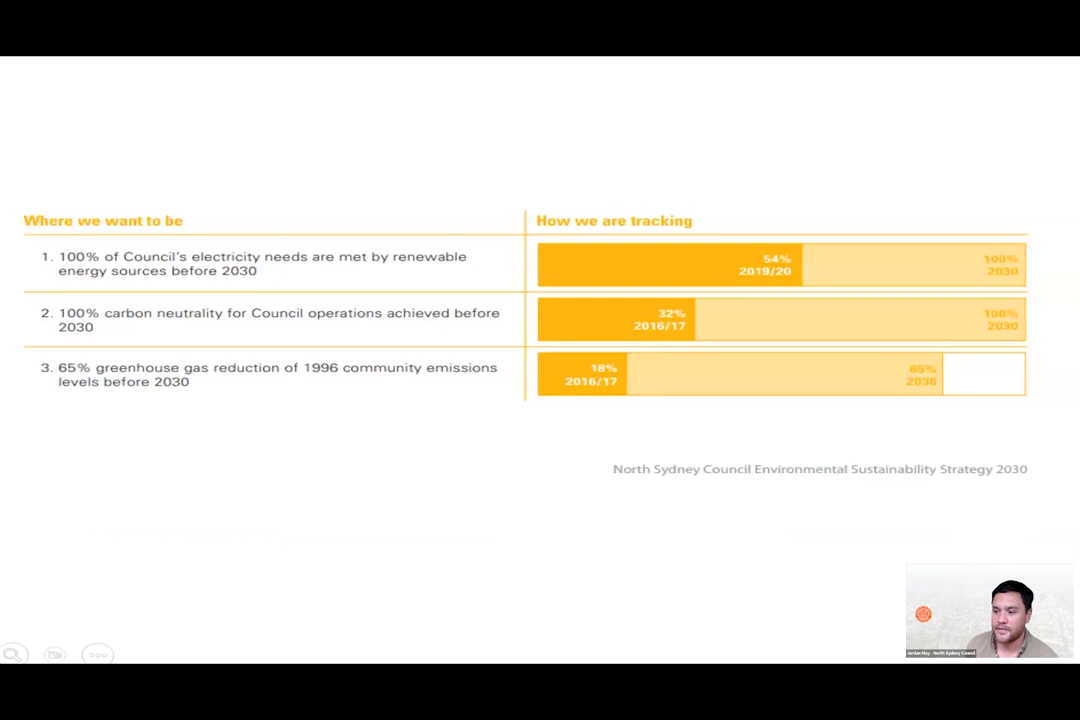 Where we want to be
How we are tracking
1. 100% of Council's electricity needs are met by renewable
energy sources before 2030
54%
2019/20
100%
2030
2. 100% carbon neutrality for Council operations achieved before
2030
32%
2016/17
100%
2030
3. 65% greenhouse gas reduction of 1996 community emissions
levels before 2030
18%
2016/17
65%
2030
North Sydney Council Environmental Sustainability Strategy 2030
North Sydney Council